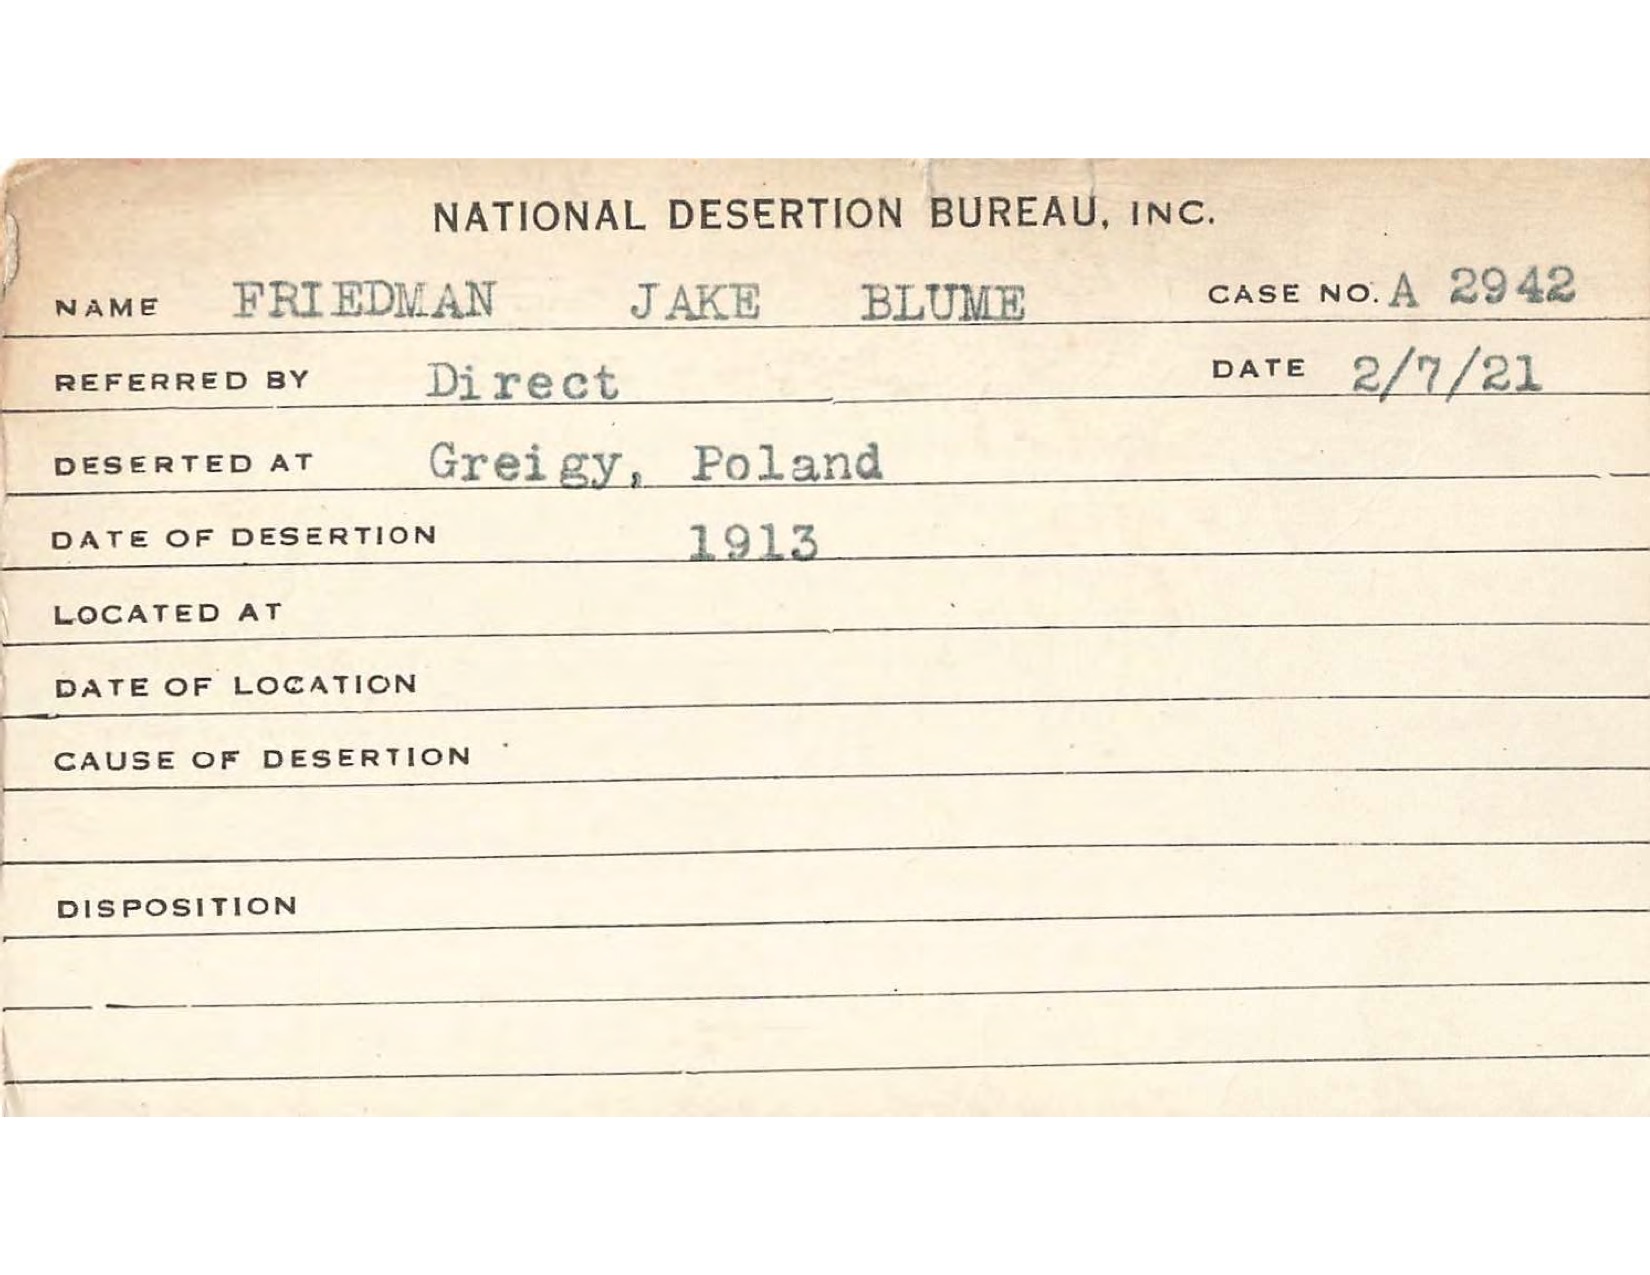 NATIONAL DESERTION BUREAU, INC.
NAME FRIEDMAN JAKE BLUME CASE NO. A 2942
REFERRED BY Direct DATE 2/7/21
DESERTED AT Greigy, Poland
DATE OF DESERTION 1913
LOCATED AT
DATE OF LOCATION
CAUSE OF DESERTION
DISPOSITION